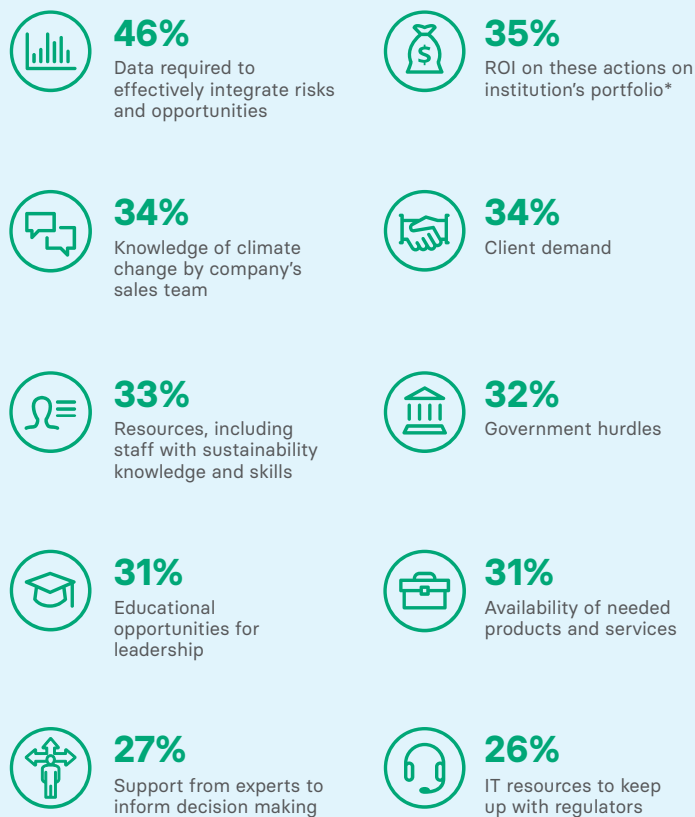 46%
Data required to
effectively integrate risks
and opportunities
35%
ROI on these actions on
institution’s portfolio*
34%
Knowledge of climate
change by company’s
sales team
34%
Client demand
33%
Resources, including
staff with sustainability
knowledge and skills
32%
Government hurdles
31%
Educational
opportunities for
leadership
31%
Availability of needed
products and services
27%
Support from experts to
inform decision making
26%
IT resources to keep
up with regulators
$